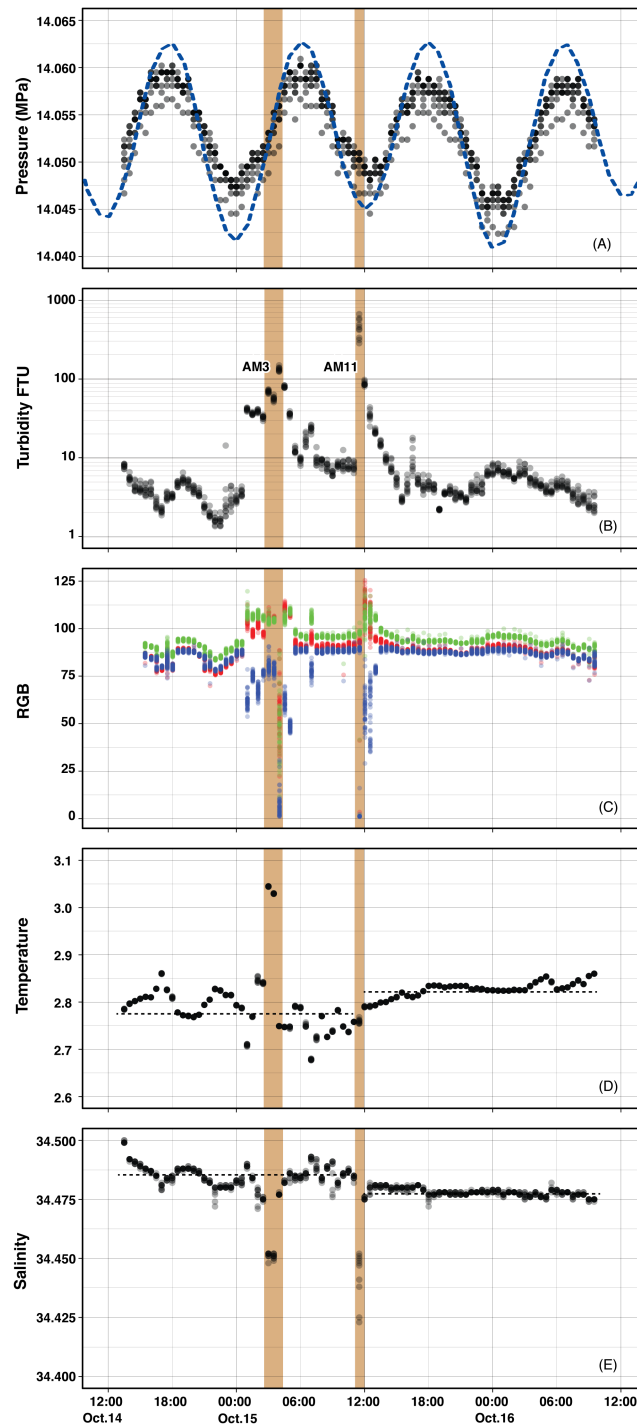 14.065
14.060
14.055
14.050
14.045
14.040
Pressure (MPa)
(A)
1000
100
10
1
Turbidity FTU
AM3
AM11
(B)
125
100
75
50
25
0
RGB
(C)
3.1
3.0
2.9
2.8
2.7
2.6
Temperature
(D)
34.500
34.475
34.450
34.425
34.400
Salinity
(E)
12:00 18:00 00:00 06:00 12:00 18:00 00:00 06:00 12:00
Oct.14 Oct.15 Oct.16